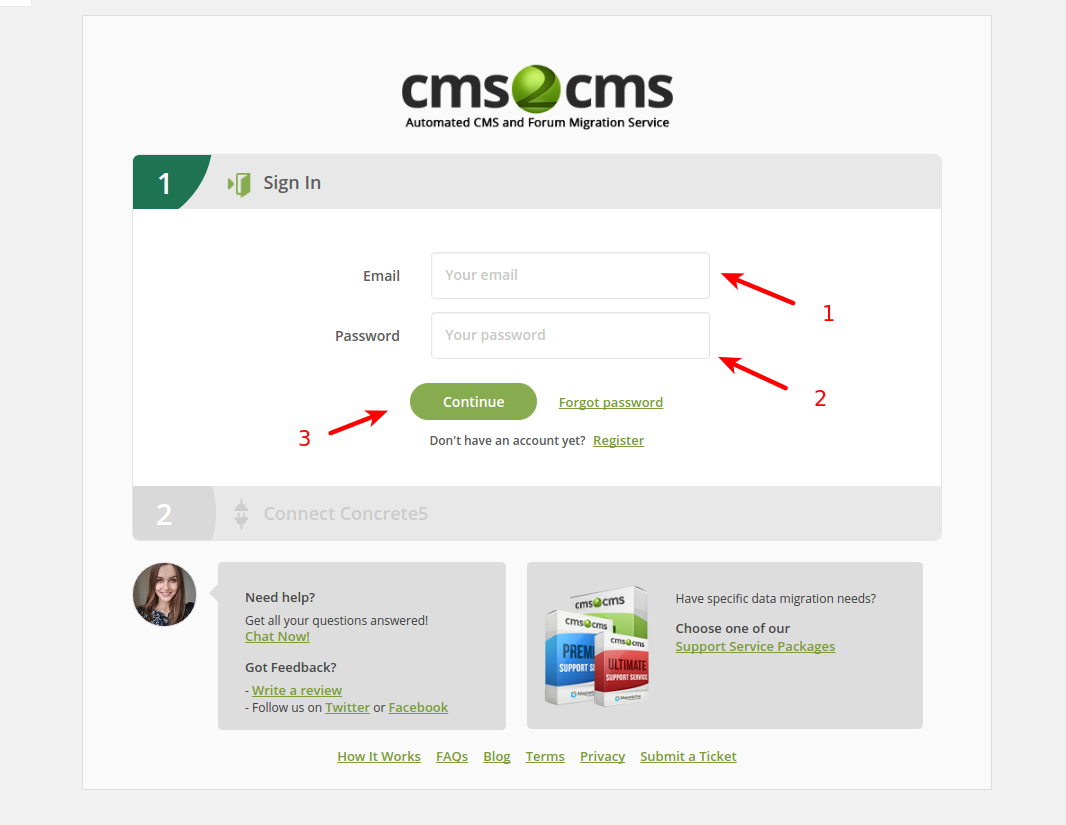 cms2cms
Automated CMS and Forum Migration Service
1 Sign In
Email Your email
1
Password Your password
2
Continue Forgot password
3
Don't have an account yet? Register
2 Connect Concrete5
Need help?
Get all your questions answered!
Chat Now!
Got Feedback?
- Write a review
- Follow us on Twitter or Facebook
cms2cms
cms2cms
PREMI
SUPPORT SE
cms2cms
ULTIMATE
SUPPORT SERVICE
Have specific data migration needs?
Choose one of our
Support Service Packages
How It Works FAQs Blog Terms Privacy Submit a Ticket